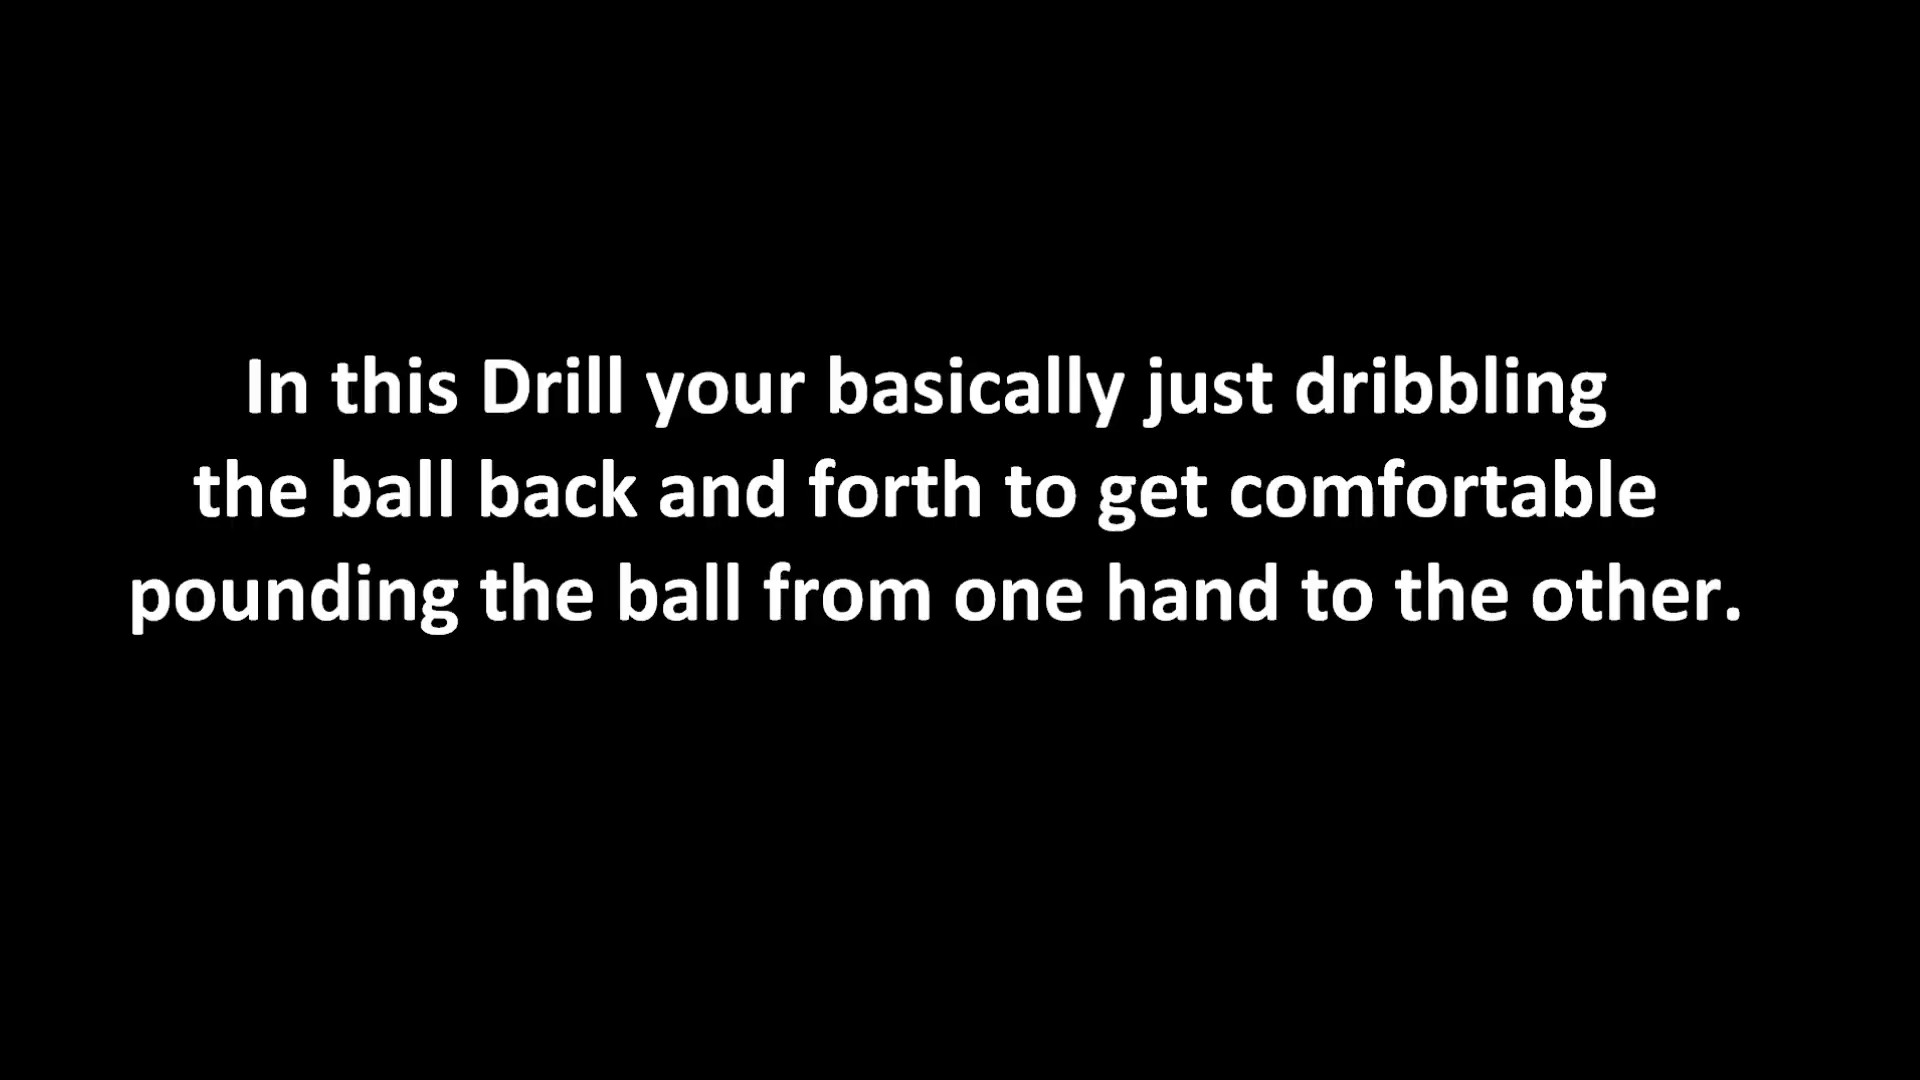 In this Drill your basically just dribbling
the ball back and forth to get comfortable
pounding the ball from one hand to the other.